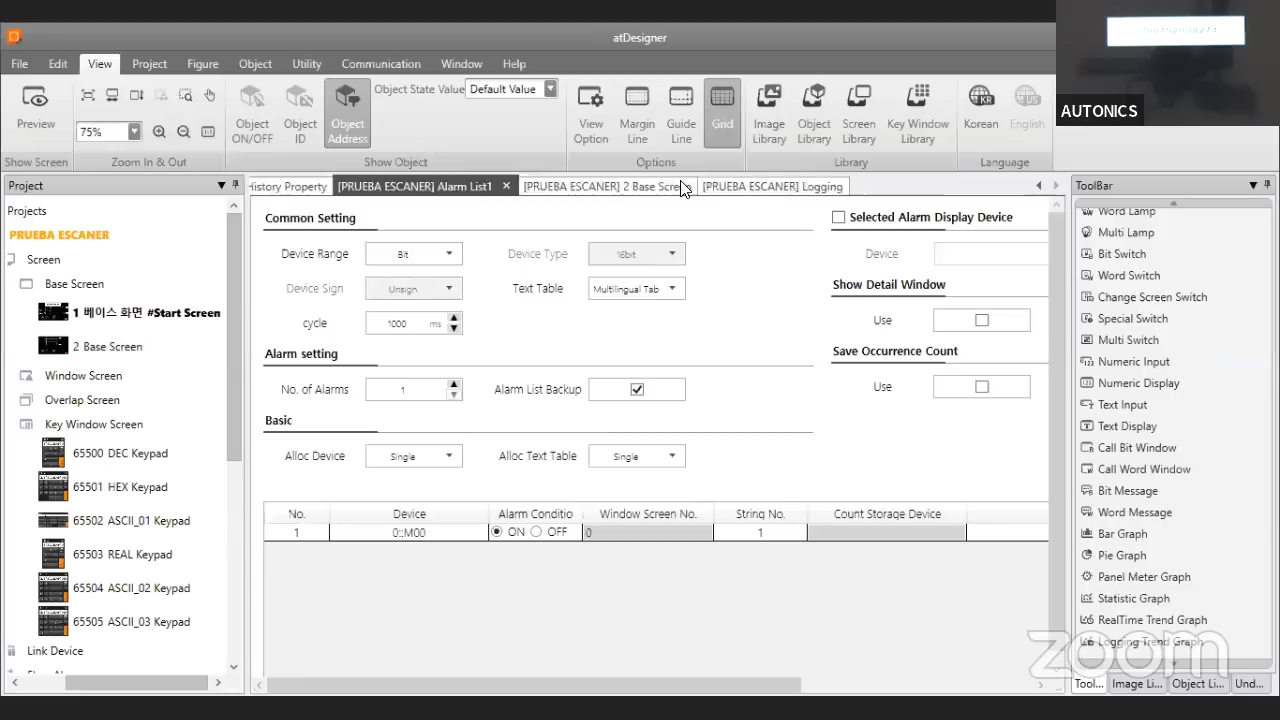 atDesigner
File Edit View Project Figure Object Utility Communication Window Help
Preview
75%
Object ON/OFF
Object ID
Object Address
Object State Value Default Value
View Option
Margin Line
Guide Line
Grid
Image Library
Object Library
Screen Library
Key Window Library
KR
Korean
US
English
Show Screen
Zoom In & Out
Show Object
Options
Library
Language
AUTONICS
Project
Projects
PRUEBA ESCANER
Screen
Base Screen
1 베이스 화면 #Start Screen
2 Base Screen
Window Screen
Overlap Screen
Key Window Screen
65500 DEC Keypad
65501 HEX Keypad
65502 ASCII_01 Keypad
65503 REAL Keypad
65504 ASCII_02 Keypad
65505 ASCII_03 Keypad
Link Device
History Property
[PRUEBA ESCANER] Alarm List1
[PRUEBA ESCANER] 2 Base Screen
[PRUEBA ESCANER] Logging
Common Setting
Device Range Bit
Device Type 16bit
Device Sign Unsign
Text Table Multilingual Tab
cycle 1000 ms
Alarm setting
No. of Alarms 1
Alarm List Backup
Basic
Alloc Device Single
Alloc Text Table Single
Selected Alarm Display Device
Device
Show Detail Window
Use
Save Occurrence Count
Use
No. Device Alarm Conditio Window Screen No. String No. Count Storage Device
1 0::M00 ON OFF 0 1
ToolBar
Word Lamp
Multi Lamp
Bit Switch
Word Switch
Change Screen Switch
Special Switch
Multi Switch
Numeric Input
Numeric Display
Text Input
Text Display
Call Bit Window
Call Word Window
Bit Message
Word Message
Bar Graph
Pie Graph
Panel Meter Graph
Statistic Graph
RealTime Trend Graph
Logging Trend Graph
Tool... Image Li... Object Li... Und...
zoom